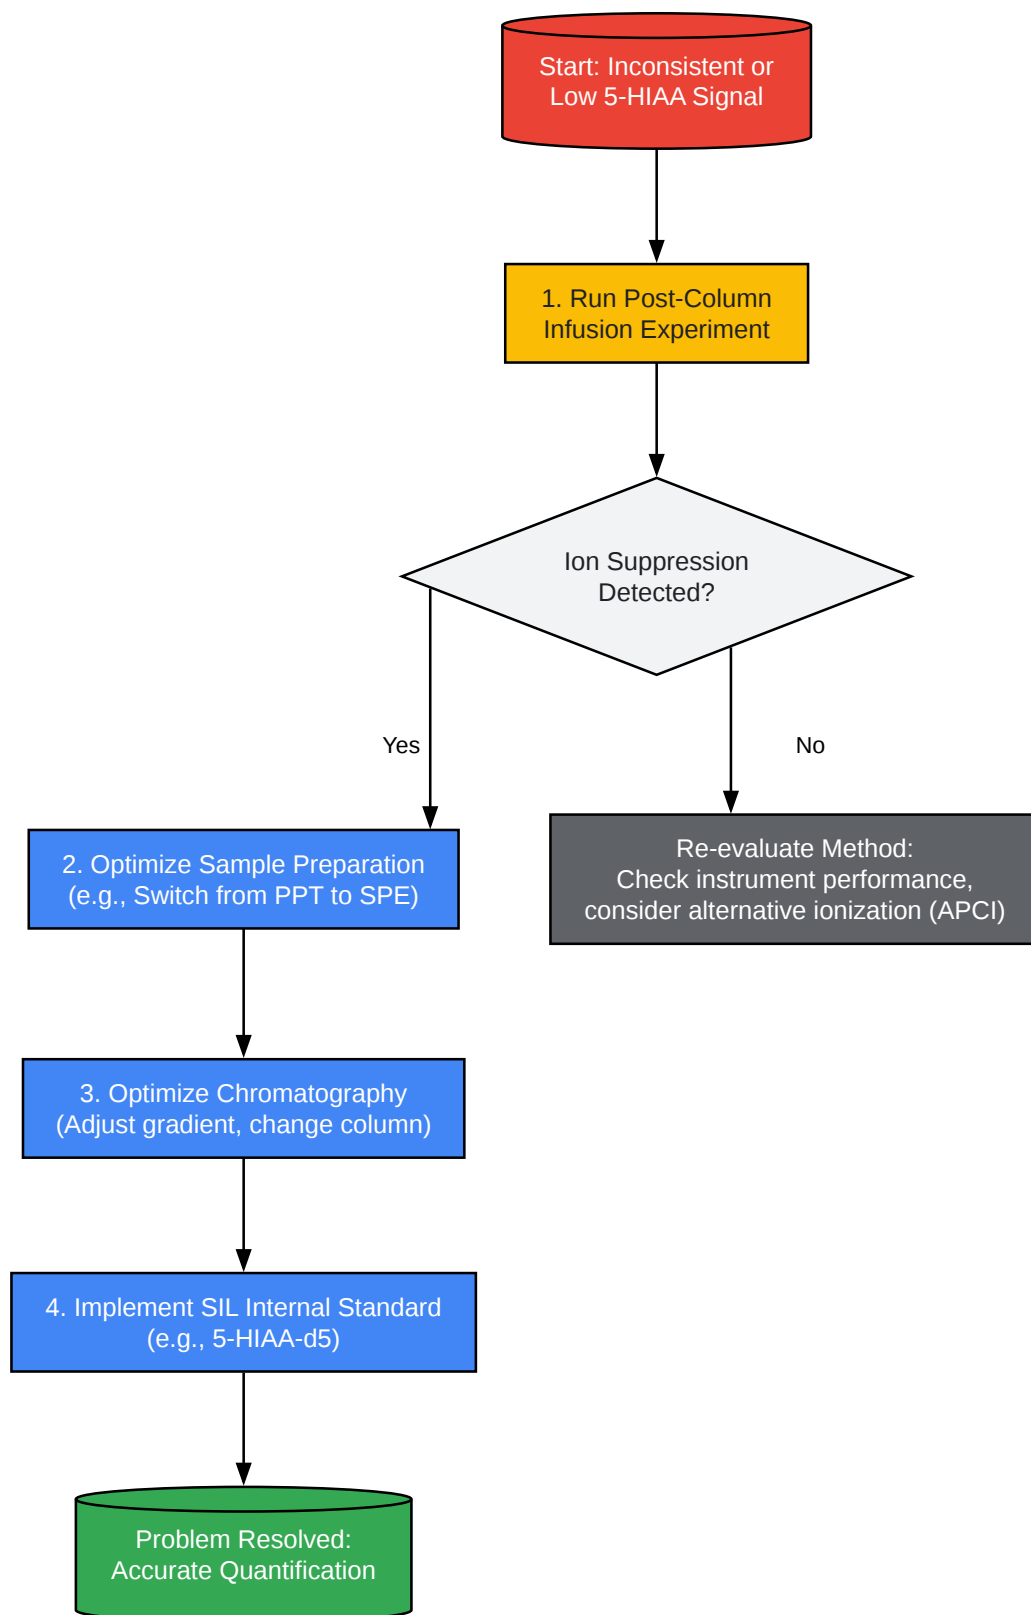 Start: Inconsistent or
Low 5-HIAA Signal
1. Run Post-Column
Infusion Experiment
Ion Suppression
Detected?
Yes
No
2. Optimize Sample Preparation
(e.g., Switch from PPT to SPE)
Re-evaluate Method:
Check instrument performance,
consider alternative ionization (APCI)
3. Optimize Chromatography
(Adjust gradient, change column)
4. Implement SIL Internal Standard
(e.g., 5-HIAA-d5)
Problem Resolved:
Accurate Quantification